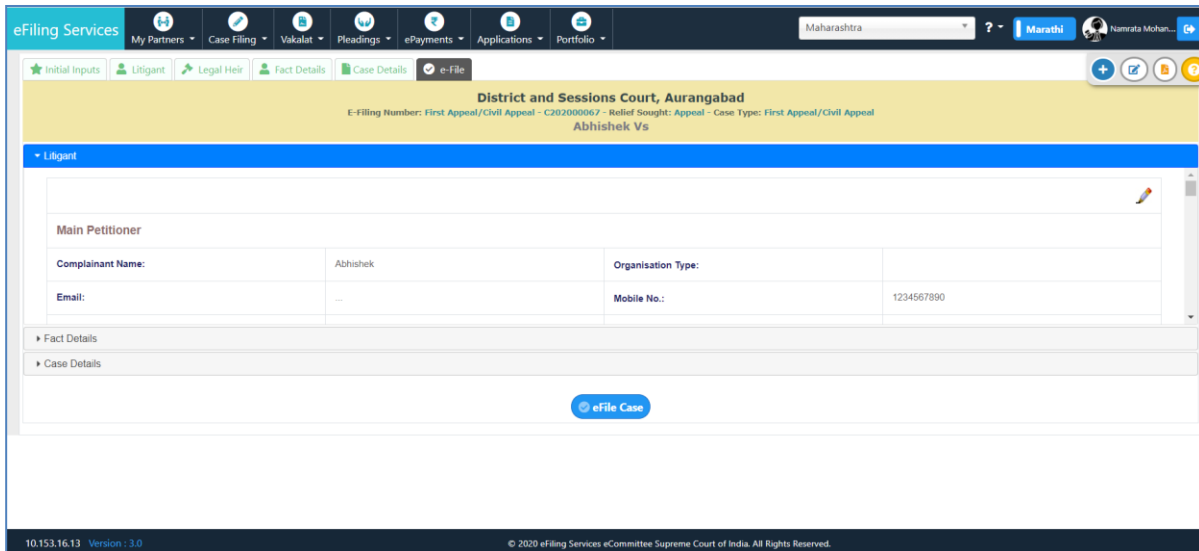 eFiling Services
My Partners Case Filing Vakalat Pleadings ePayments Applications Portfolio
Maharashtra ? Marathi Namrata Mohan...
Initial Inputs Litigant Legal Heir Fact Details Case Details e-File
District and Sessions Court, Aurangabad
E-Filing Number: First Appeal/Civil Appeal - C202000067 - Relief Sought: Appeal - Case Type: First Appeal/Civil Appeal
Abhishek Vs
Litigant
Main Petitioner
Complainant Name: Abhishek Organisation Type:
Email: ... Mobile No.: 1234567890
Fact Details
Case Details
eFile Case
10.153.16.13 Version : 3.0 © 2020 eFiling Services eCommittee Supreme Court of India. All Rights Reserved.